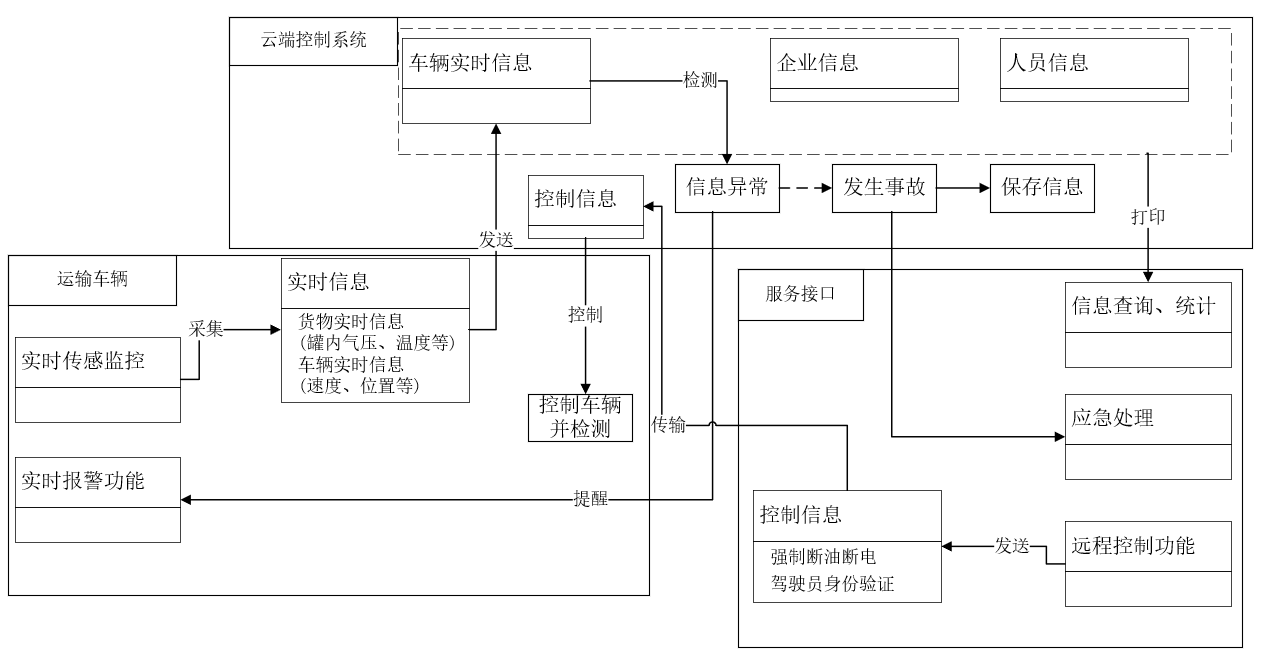 云端控制系统
车辆实时信息
企业信息
人员信息
检测
信息异常
发生事故
保存信息
控制信息
打印
发送
运输车辆
实时信息
货物实时信息
(罐内气压、温度等)
车辆实时信息
(速度、位置等)
采集
实时传感监控
控制
控制车辆
并检测
传输
实时报警功能
提醒
服务接口
信息查询、统计
应急处理
控制信息
强制断油断电
驾驶员身份验证
发送
远程控制功能